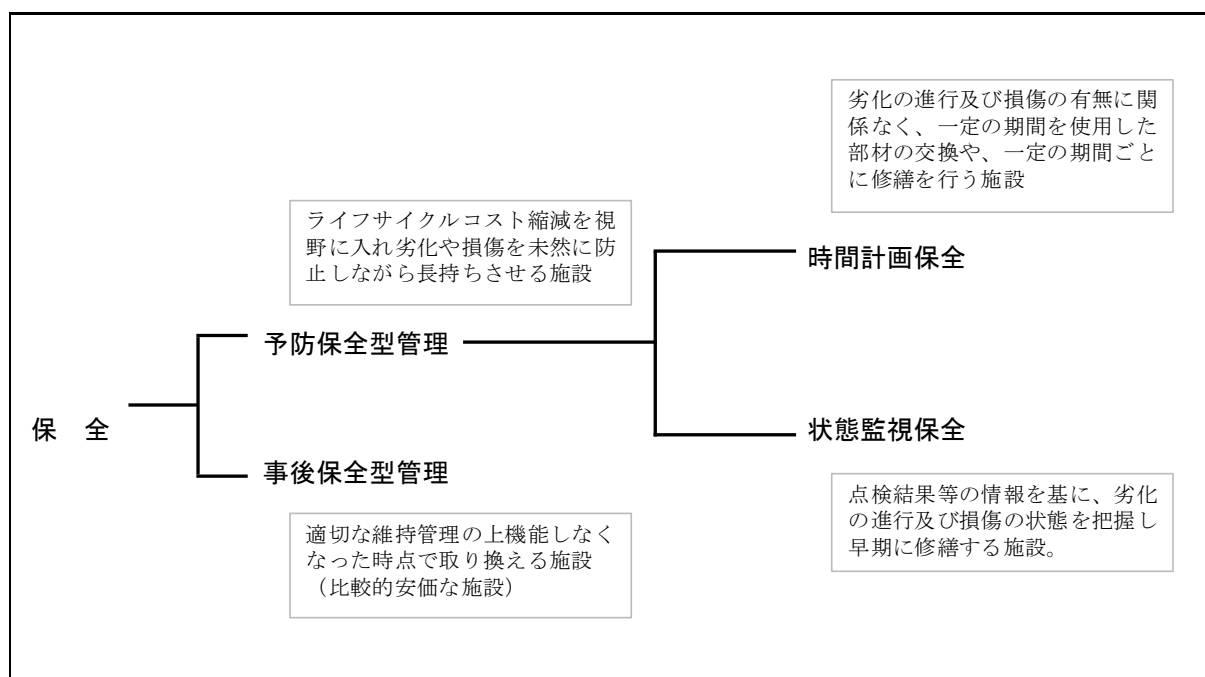 劣化の進行及び損傷の有無に関
係なく、一定の期間を使用した
部材の交換や、一定の期間ごと
に修繕を行う施設
ライフサイクルコスト縮減を視
野に入れ劣化や損傷を未然に防
止しながら長持ちさせる施設
時間計画保全
予防保全型管理
保　全
状態監視保全
事後保全型管理
点検結果等の情報を基に、劣化
の進行及び損傷の状態を把握し
早期に修繕する施設。
適切な維持管理の上機能しなく
なった時点で取り換える施設
（比較的安価な施設）